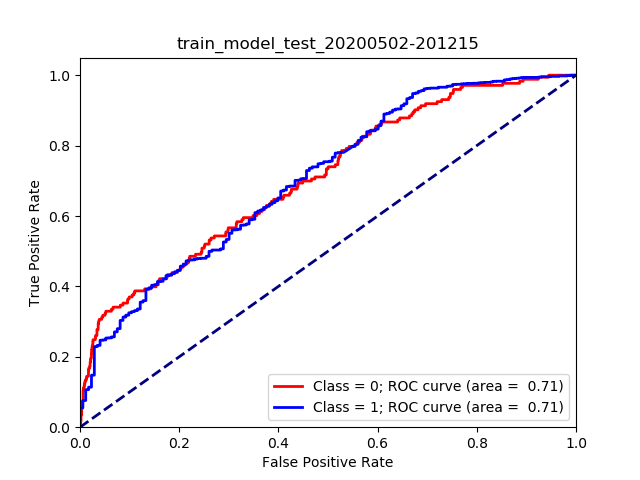 train_model_test_20200502-201215
True Positive Rate
1.0
0.8
0.6
0.4
0.2
0.0
0.0 0.2 0.4 0.6 0.8 1.0
False Positive Rate
Class = 0; ROC curve (area =  0.71)
Class = 1; ROC curve (area =  0.71)